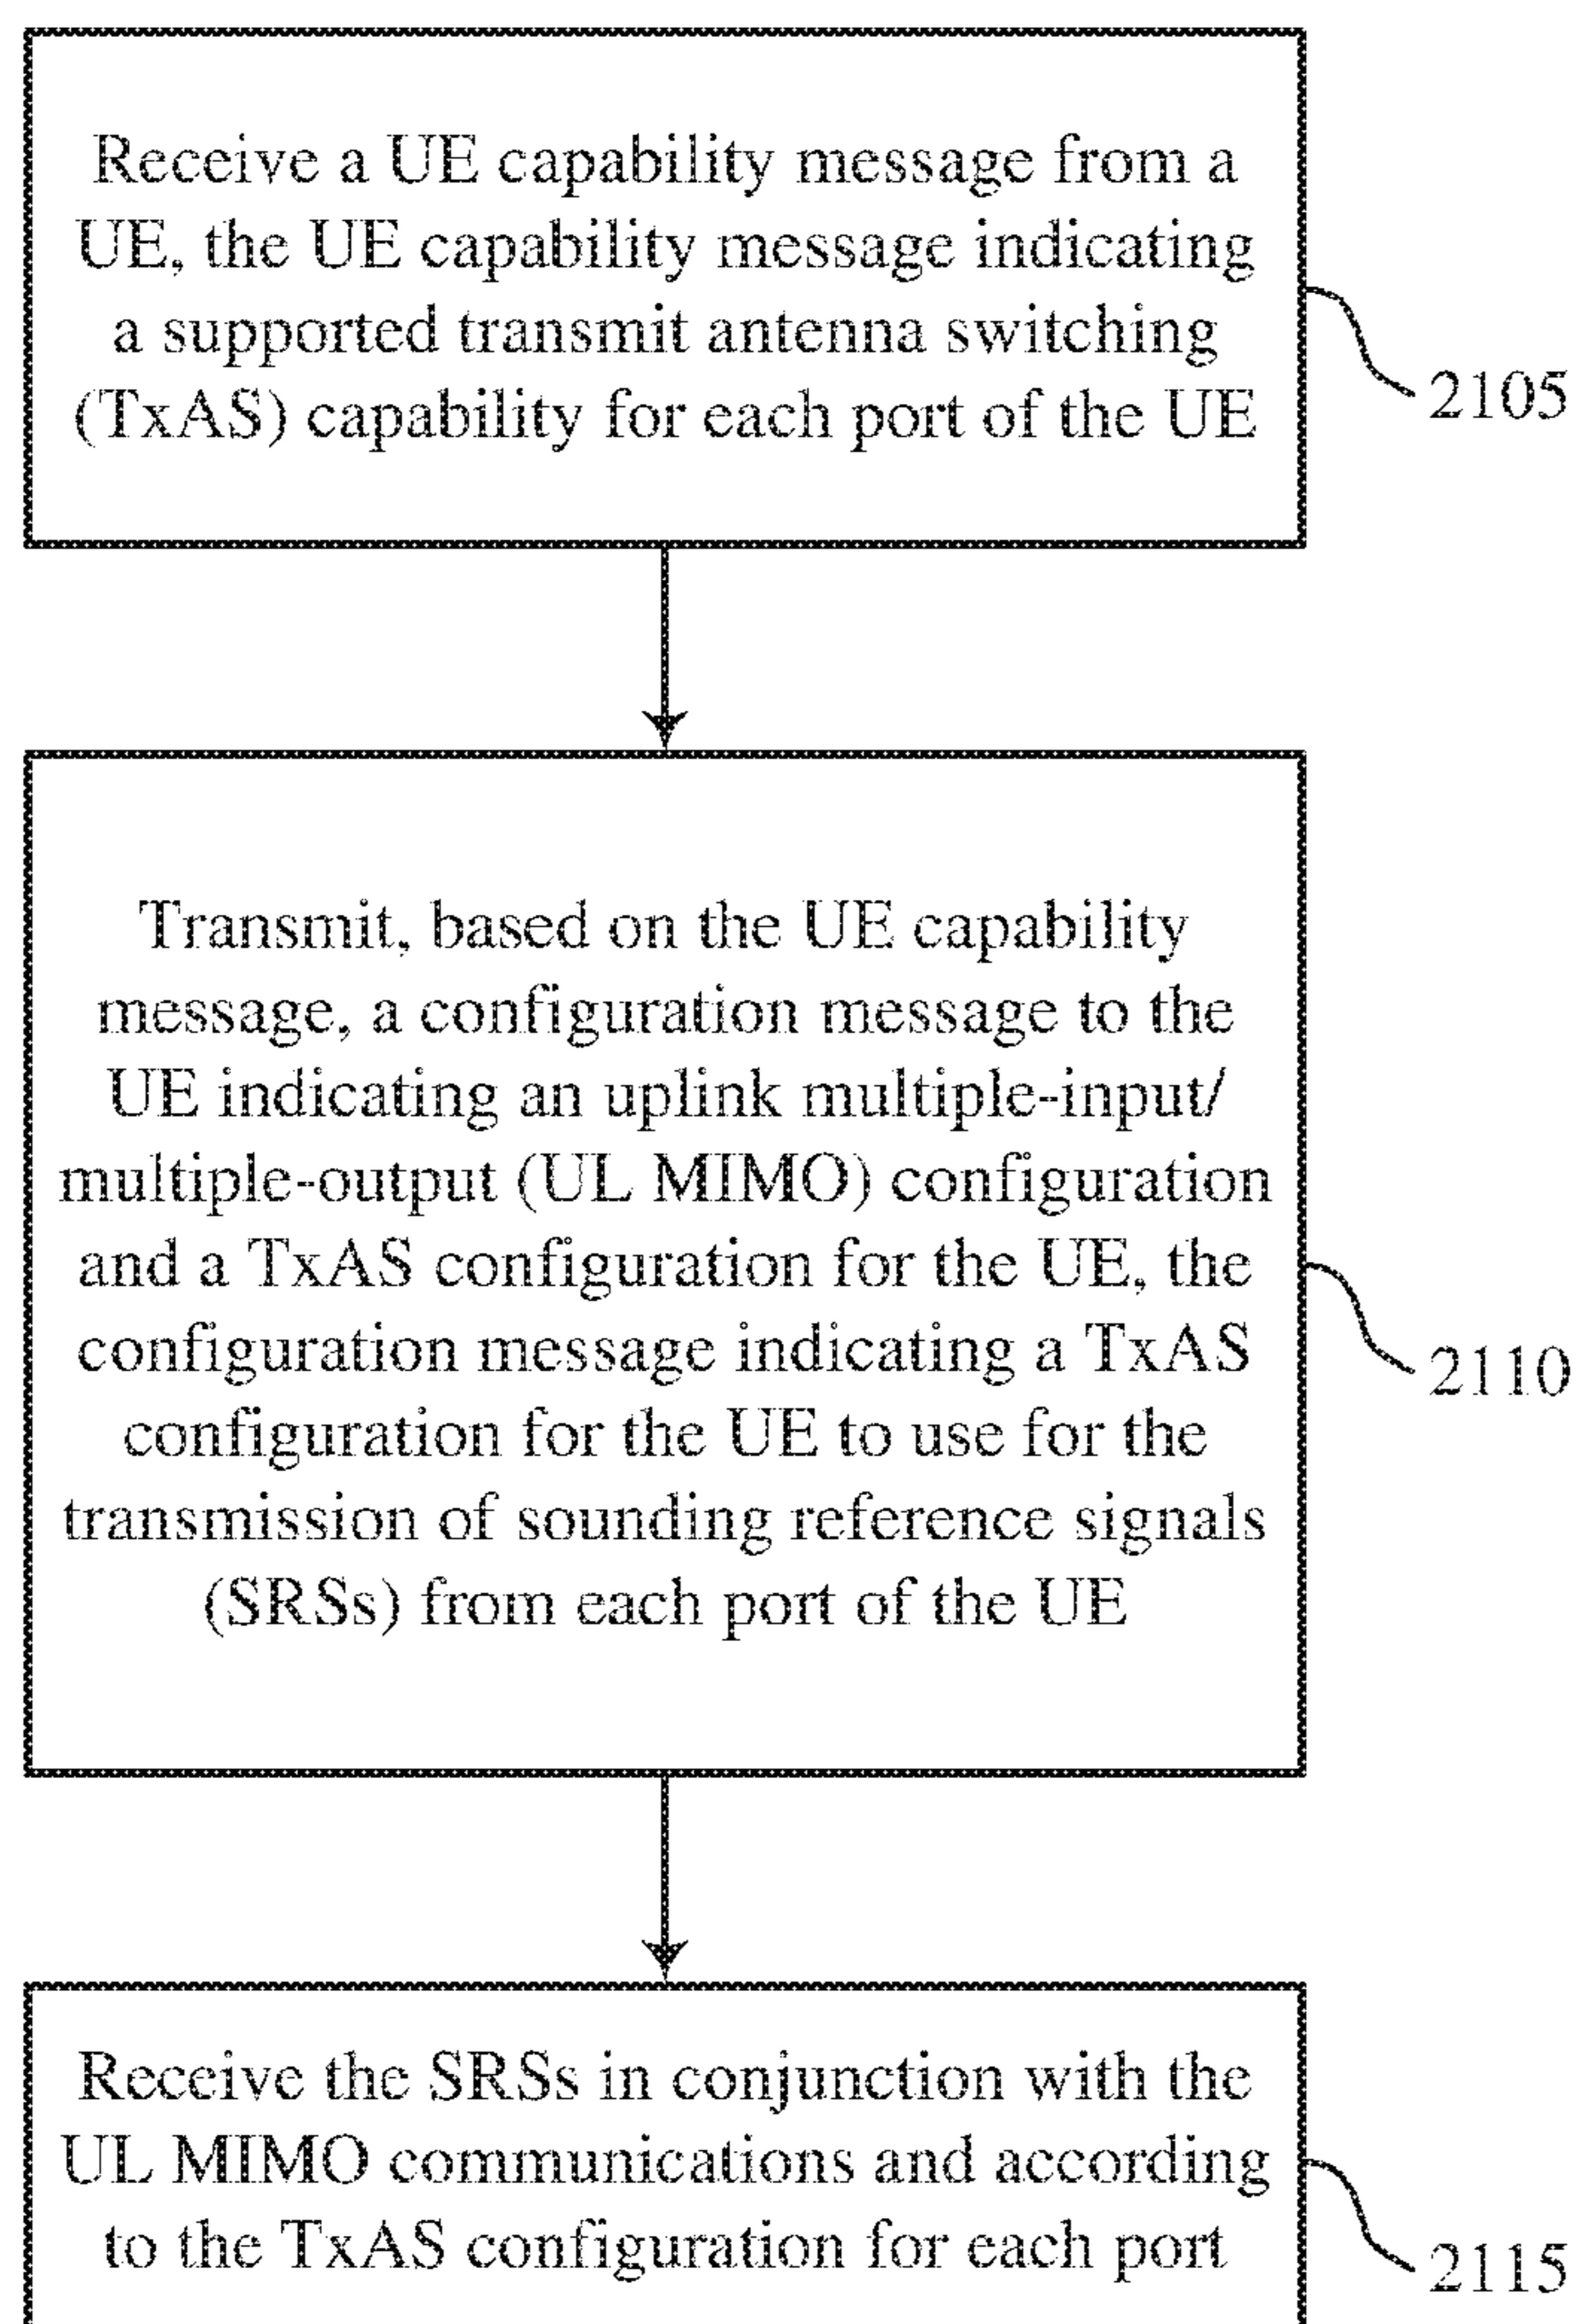 Receive a UE capability message from a
UE, the UE capability message indicating
a supported transmit antenna switching
(TxAS) capability for each port of the UE
2105
Transmit, based on the UE capability
message, a configuration message to the
UE indicating an uplink multiple-input/
multiple-output (UL MIMO) configuration
and a TxAS configuration for the UE, the
configuration message indicating a TxAS
configuration for the UE to use for the
transmission of sounding reference signals
(SRSs) from each port of the UE
2110
Receive the SRSs in conjunction with the
UL MIMO communications and according
to the TxAS configuration for each port
2115